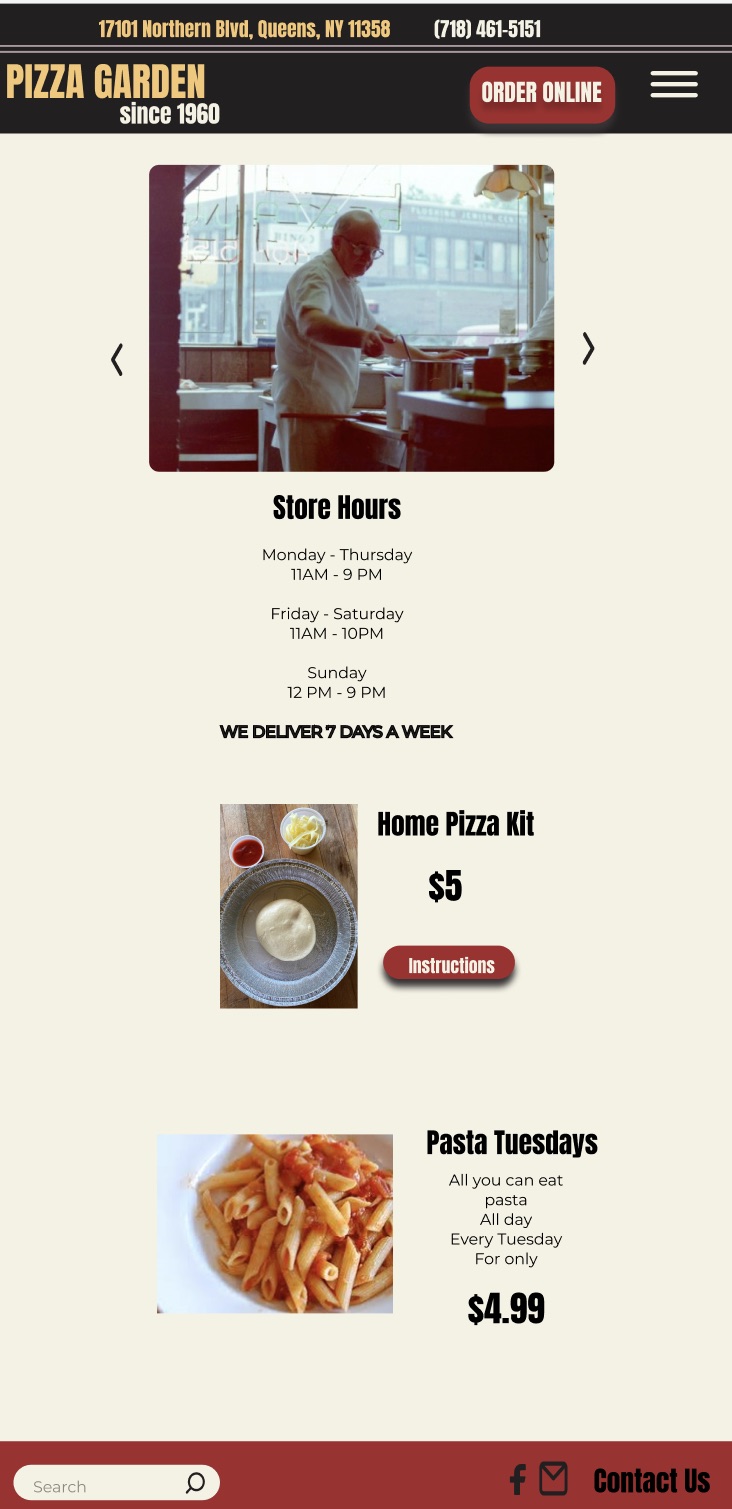 17101 Northern Blvd, Queens, NY 11358 (718) 461-5151
PIZZA GARDEN
since 1960
ORDER ONLINE
Store Hours
Monday - Thursday
11AM - 9 PM
Friday - Saturday
11AM - 10PM
Sunday
12 PM - 9 PM
WE DELIVER 7 DAYS A WEEK
Home Pizza Kit
$5
Instructions
Pasta Tuesdays
All you can eat
pasta
All day
Every Tuesday
For only
$4.99
Search
Contact Us